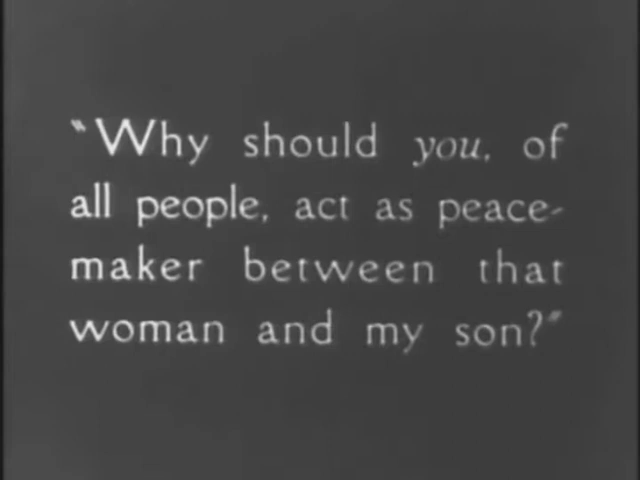 "Why should you, of
all people, act as peace-
maker between that
woman and my son?"